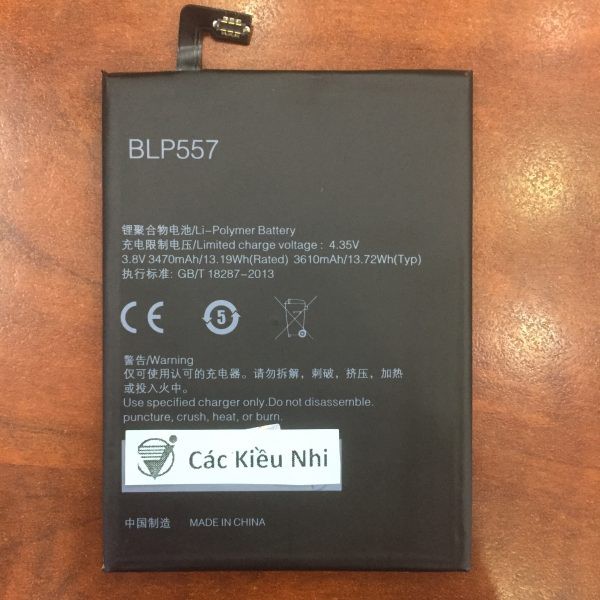 BLP557
锂聚合物电池/Li-Polymer Battery
充电限制电压/Limited charge voltage : 4.35V
3.8V 3470mAh/13.19Wh(Rated) 3610mAh/13.72Wh(Typ)
执行标准: GB/T 18287-2013
CE 5
警告/Warning
仅可使用认可的充电器。请勿拆解，刺破，挤压，加热
或投入火中。
Use specified charger only.Do not disassemble.
puncture, crush, heat, or burn.
Các Kiều Nhi
中国制造 MADE IN CHINA